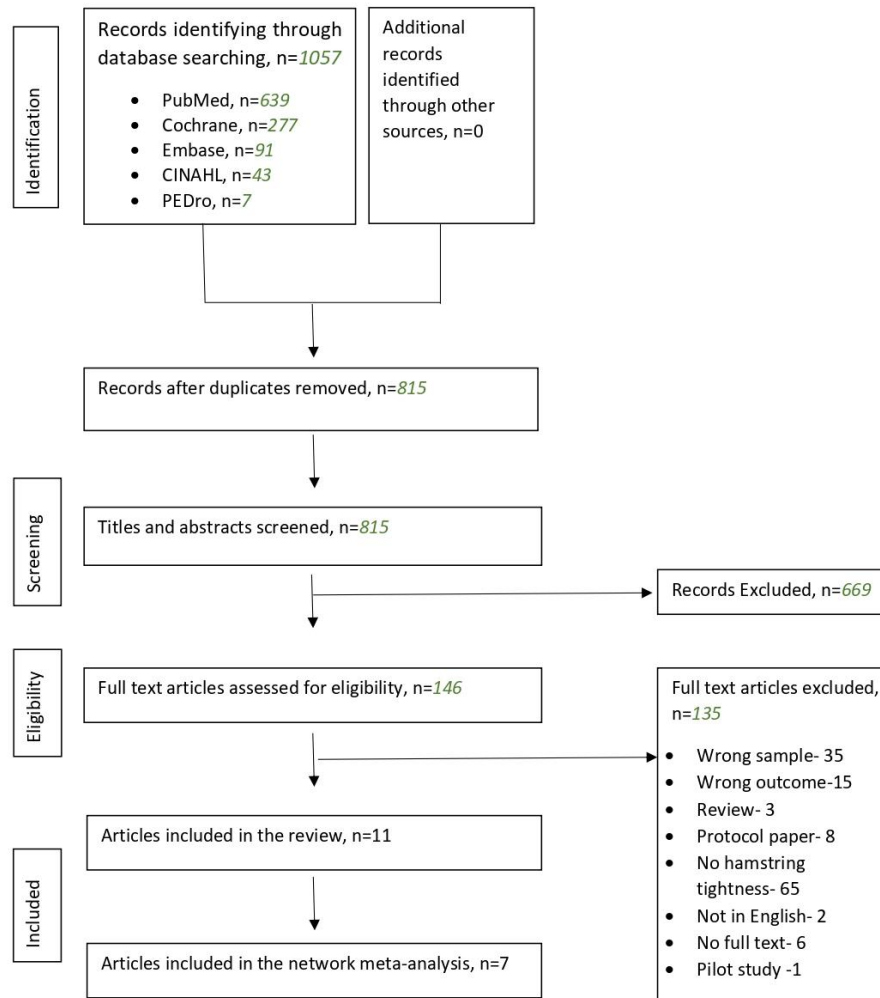 Identification
Records identifying through
database searching, n=1057
• PubMed, n=639
• Cochrane, n=277
• Embase, n=91
• CINAHL, n=43
• PEDro, n=7
Additional
records
identified
through other
sources, n=0
Records after duplicates removed, n=815
Screening
Titles and abstracts screened, n=815
Records Excluded, n=669
Eligibility
Full text articles assessed for eligibility, n=146
Full text articles excluded,
n=135
• Wrong sample- 35
• Wrong outcome-15
• Review- 3
• Protocol paper- 8
• No hamstring
tightness- 65
• Not in English- 2
• No full text- 6
• Pilot study -1
Included
Articles included in the review, n=11
Articles included in the network meta-analysis, n=7